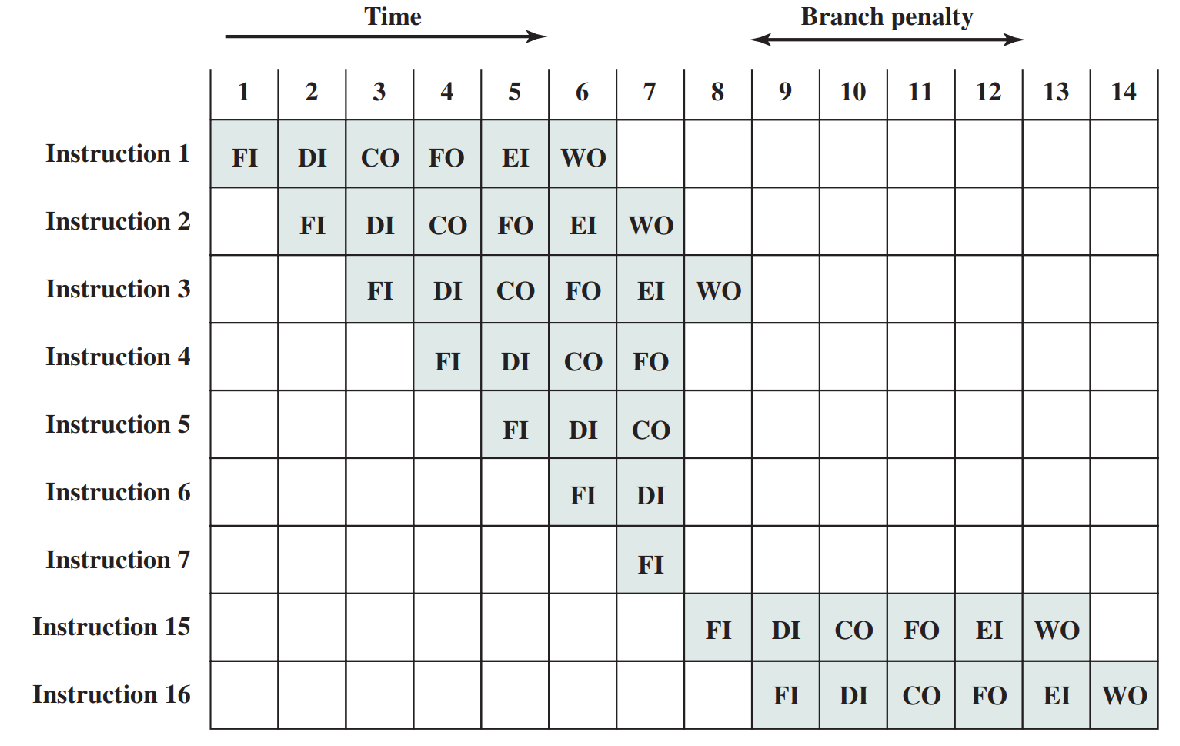 Time Branch penalty
1 2 3 4 5 6 7 8 9 10 11 12 13 14
Instruction 1 FI DI CO FO EI WO
Instruction 2 FI DI CO FO EI WO
Instruction 3 FI DI CO FO EI WO
Instruction 4 FI DI CO FO
Instruction 5 FI DI CO
Instruction 6 FI DI
Instruction 7 FI
Instruction 15 FI DI CO FO EI WO
Instruction 16 FI DI CO FO EI WO